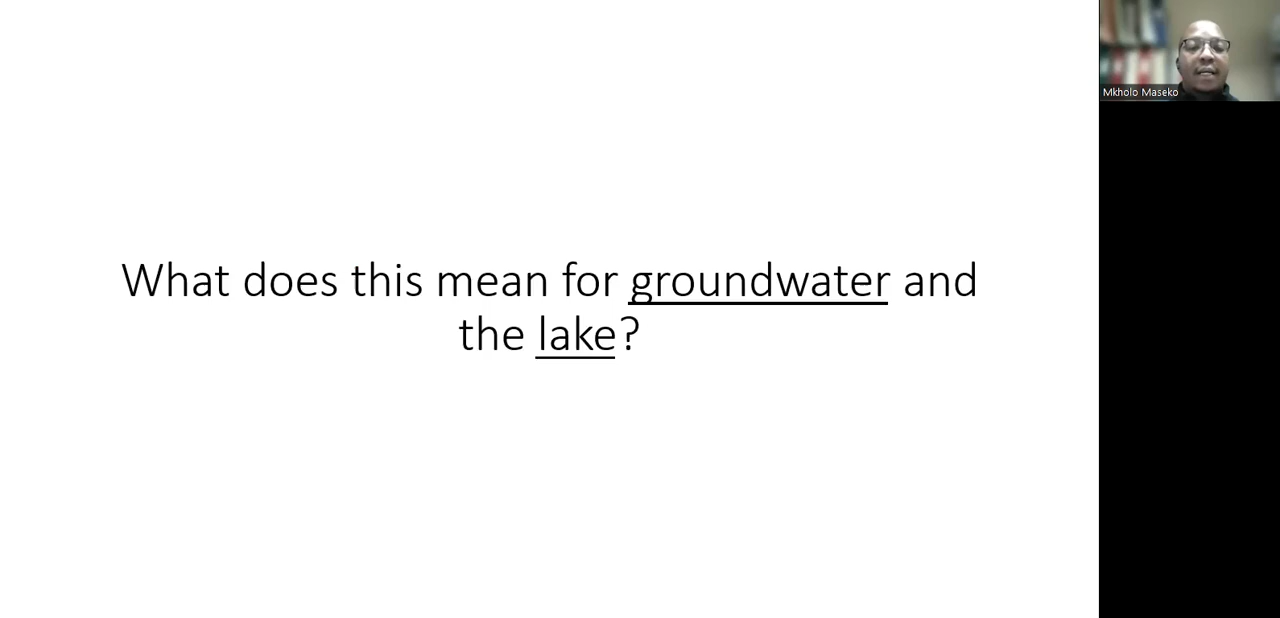 What does this mean for groundwater and
the lake?
Mkholo Maseko